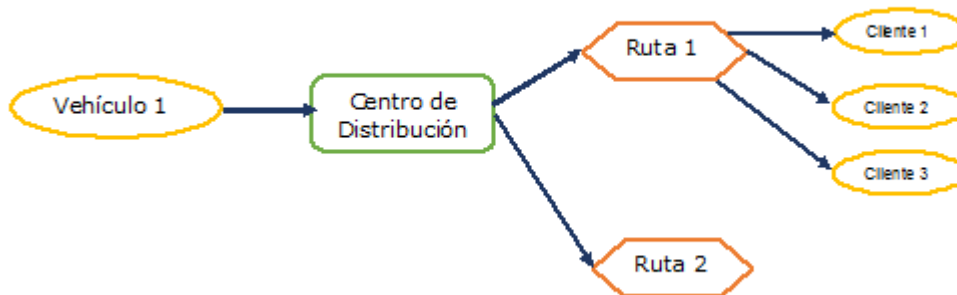 Vehículo 1
Centro de
Distribución
Ruta 1
Cliente 1
Cliente 2
Cliente 3
Ruta 2